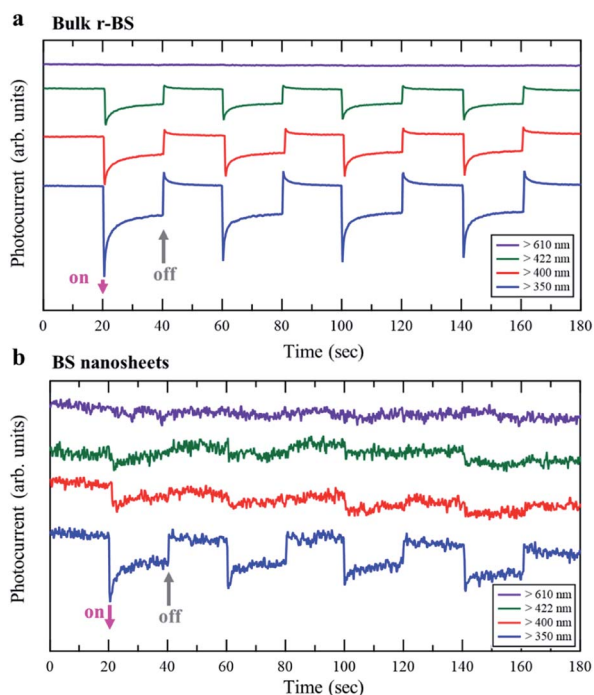 a Bulk r-BS
Photocurrent (arb. units)
on
off
> 610 nm
> 422 nm
> 400 nm
> 350 nm
0 20 40 60 80 100 120 140 160 180
Time (sec)
b BS nanosheets
Photocurrent (arb. units)
on
off
> 610 nm
> 422 nm
> 400 nm
> 350 nm
0 20 40 60 80 100 120 140 160 180
Time (sec)